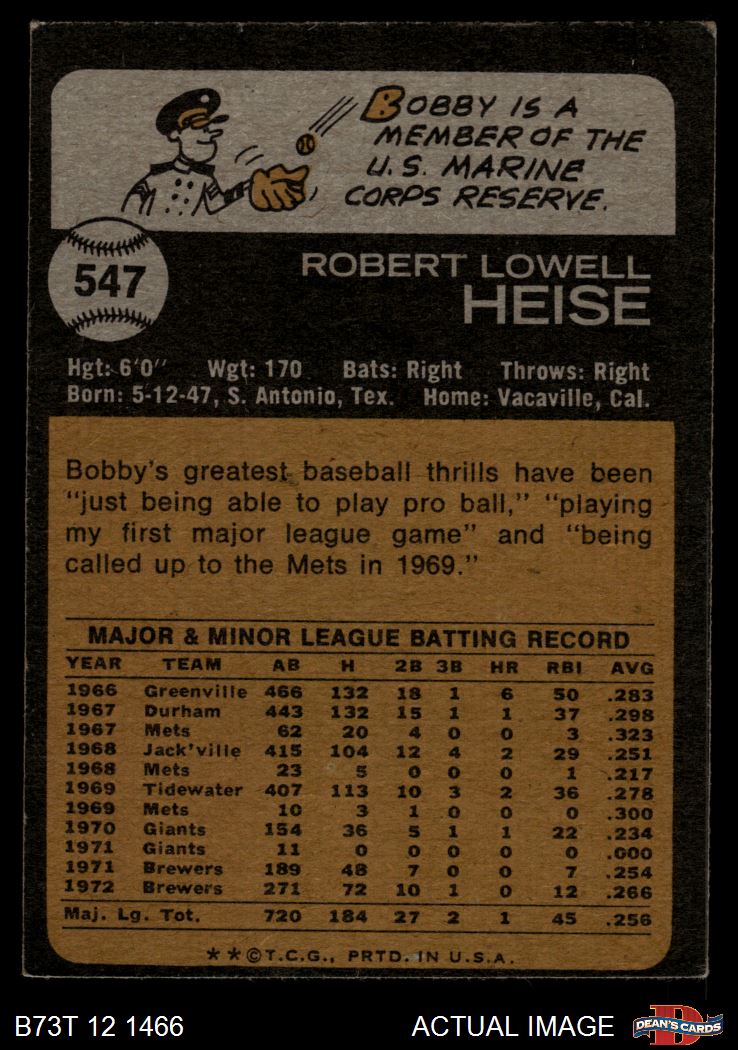 BOBBY IS A
MEMBER OF THE
U.S. MARINE
CORPS RESERVE.
547
ROBERT LOWELL
HEISE
Hgt: 6'0" Wgt: 170 Bats: Right Throws: Right
Born: 5-12-47, S. Antonio, Tex. Home: Vacaville, Cal.
Bobby's greatest baseball thrills have been
"just being able to play pro ball," "playing
my first major league game" and "being
called up to the Mets in 1969."
MAJOR & MINOR LEAGUE BATTING RECORD
YEAR TEAM AB H 2B 3B HR RBI AVG
1966 Greenville 466 132 18 1 6 50 .283
1967 Durham 443 132 15 1 1 37 .298
1967 Mets 62 20 4 0 0 3 .323
1968 Jack'ville 415 104 12 4 2 29 .251
1968 Mets 23 5 0 0 0 1 .217
1969 Tidewater 407 113 10 3 2 36 .278
1969 Mets 10 3 1 0 0 0 .300
1970 Giants 154 36 5 1 1 22 .234
1971 Giants 11 0 0 0 0 0 .000
1971 Brewers 189 48 7 0 0 7 .254
1972 Brewers 271 72 10 1 0 12 .266
Maj. Lg. Tot. 720 184 27 2 1 45 .256
**©T.C.G., PRTD. IN U.S.A.
B73T 12 1466 ACTUAL IMAGE DEAN'S CARDS